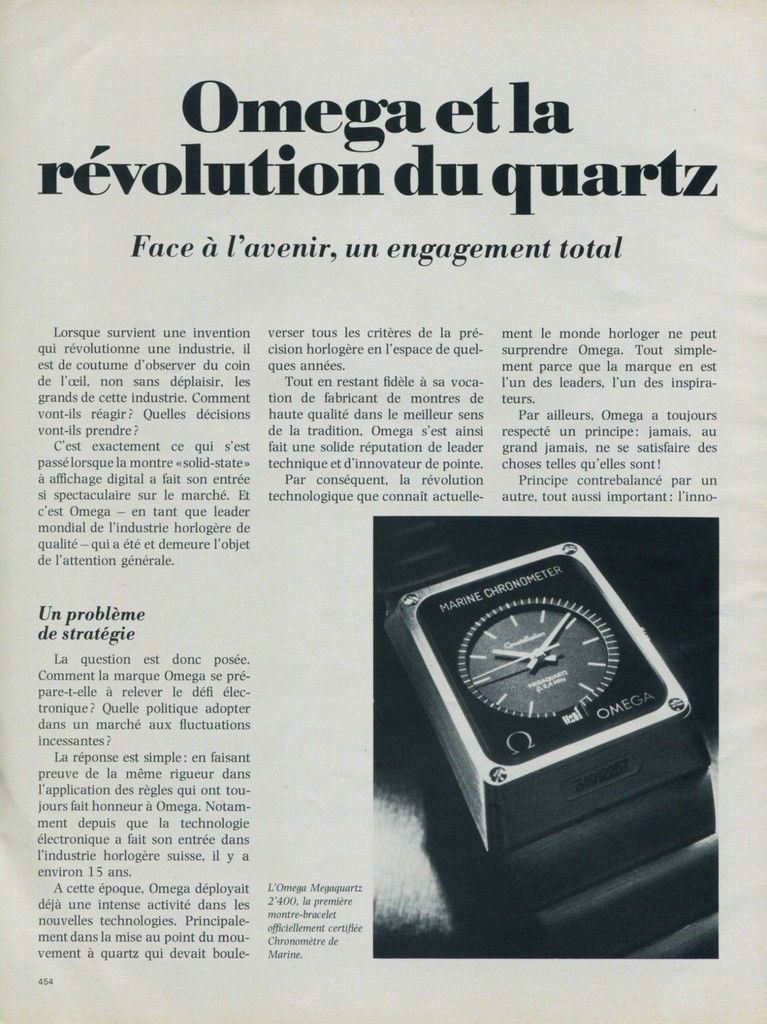 Omega et la
révolution du quartz
Face à l'avenir, un engagement total
Lorsque survient une invention
qui révolutionne une industrie, il
est de coutume d'observer du coin
de l'œil, non sans déplaisir, les
grands de cette industrie. Comment
vont-ils réagir? Quelles décisions
vont-ils prendre?
C'est exactement ce qui s'est
passé lorsque la montre «solid-state»
à affichage digital a fait son entrée
si spectaculaire sur le marché. Et
c'est Omega – en tant que leader
mondial de l'industrie horlogère de
qualité – qui a été et demeure l'objet
de l'attention générale.
Un problème
de stratégie
La question est donc posée.
Comment la marque Omega se pré-
pare-t-elle à relever le défi élec-
tronique? Quelle politique adopter
dans un marché aux fluctuations
incessantes?
La réponse est simple: en faisant
preuve de la même rigueur dans
l'application des règles qui ont tou-
jours fait honneur à Omega. Notam-
ment depuis que la technologie
électronique a fait son entrée dans
l'industrie horlogère suisse, il y a
environ 15 ans.
A cette époque, Omega déployait
déjà une intense activité dans les
nouvelles technologies. Principale-
ment dans la mise au point du mou-
vement à quartz qui devait boule-
verser tous les critères de la pré-
cision horlogère en l'espace de quel-
ques années.
Tout en restant fidèle à sa voca-
tion de fabricant de montres de
haute qualité dans le meilleur sens
de la tradition, Omega s'est ainsi
fait une solide réputation de leader
technique et d'innovateur de pointe.
Par conséquent, la révolution
technologique que connaît actuelle-
ment le monde horloger ne peut
surprendre Omega. Tout simple-
ment parce que la marque en est
l'un des leaders, l'un des inspira-
teurs.
Par ailleurs, Omega a toujours
respecté un principe: jamais, au
grand jamais, ne se satisfaire des
choses telles qu'elles sont!
Principe contrebalancé par un
autre, tout aussi important: l'inno-
MARINE CHRONOMETER
Constellation
MEGAQUARTZ
f 2,4 MHz
Ω
OMEGA
L'Omega Megaquartz
2'400, la première
montre-bracelet
officiellement certifiée
Chronomètre de
Marine.
454